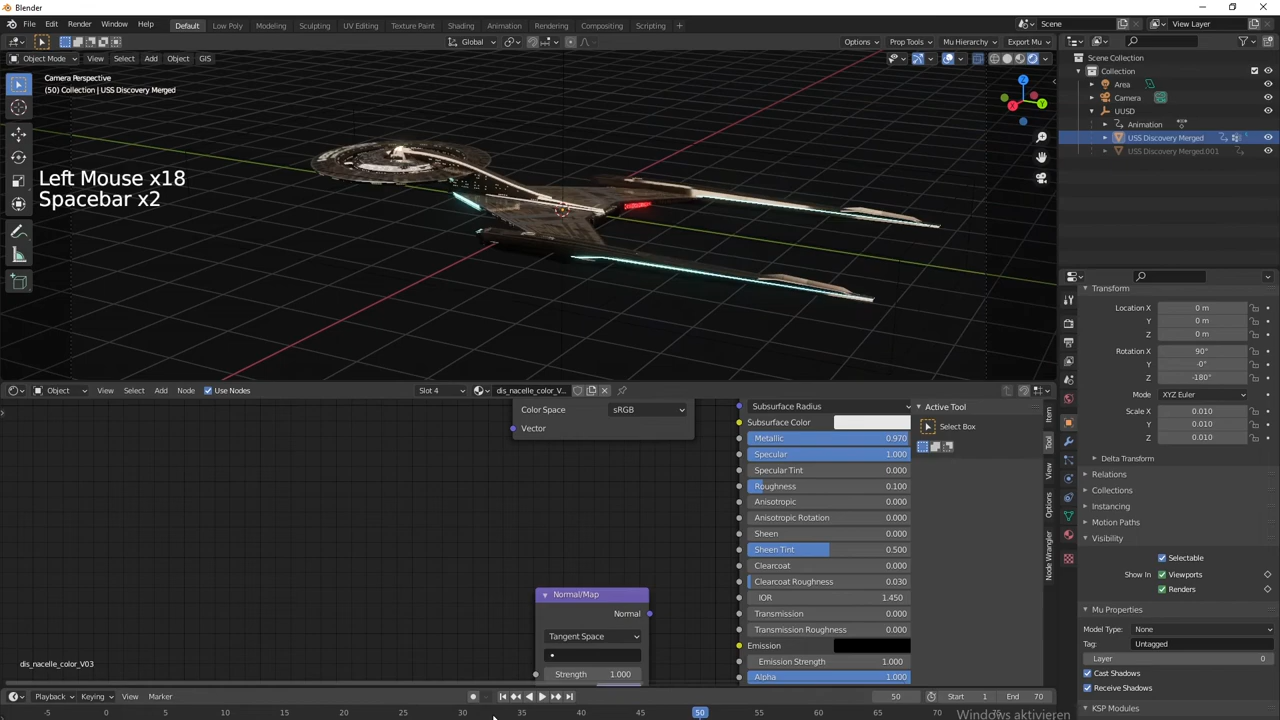 Blender
File Edit Render Window Help Default Low Poly Modeling Sculpting UV Editing Texture Paint Shading Animation Rendering Compositing Scripting + Scene View Layer
Global Options Prop Tools Mu Hierarchy Export Mu
Object Mode View Select Add Object GIS
Camera Perspective
(50) Collection | USS Discovery Merged
Left Mouse x18
Spacebar x2
X Y Z
Scene Collection
Collection
Area
Camera
UUSD
Animation
USS Discovery Merged
USS Discovery Merged.001
Transform
Location X 0 m
Y 0 m
Z 0 m
Rotation X 90°
Y -0°
Z -180°
Mode XYZ Euler
Scale X 0.010
Y 0.010
Z 0.010
Delta Transform
Relations
Collections
Instancing
Motion Paths
Visibility
Selectable
Show In Viewports
Renders
Mu Properties
Model Type: None
Tag: Untagged
Layer 0
Cast Shadows
Receive Shadows
KSP Modules
Object View Select Add Node Use Nodes Slot 4 dis_nacelle_color_V...
Color Space sRGB
Vector
Subsurface Radius
Subsurface Color
Metallic 0.970
Specular 1.000
Specular Tint 0.000
Roughness 0.100
Anisotropic 0.000
Anisotropic Rotation 0.000
Sheen 0.000
Sheen Tint 0.500
Clearcoat 0.000
Clearcoat Roughness 0.030
IOR 1.450
Transmission 0.000
Transmission Roughness 0.000
Emission
Emission Strength 1.000
Alpha 1.000
Active Tool
Select Box
Item
Tool
View
Options
Node Wrangler
Normal/Map
Normal
Tangent Space
Strength 1.000
dis_nacelle_color_V03
Playback Keying View Marker 50 Start 1 End 70
-5 0 5 10 15 20 25 30 35 40 45 50 55 60 65 70
Windows aktivieren